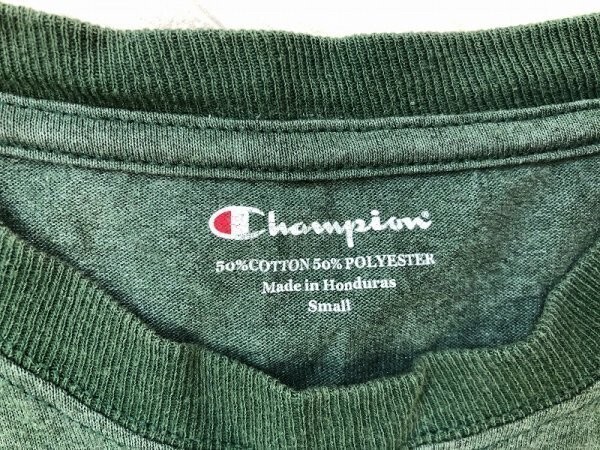 Champion
50%COTTON 50% POLYESTER
Made in Honduras
Small